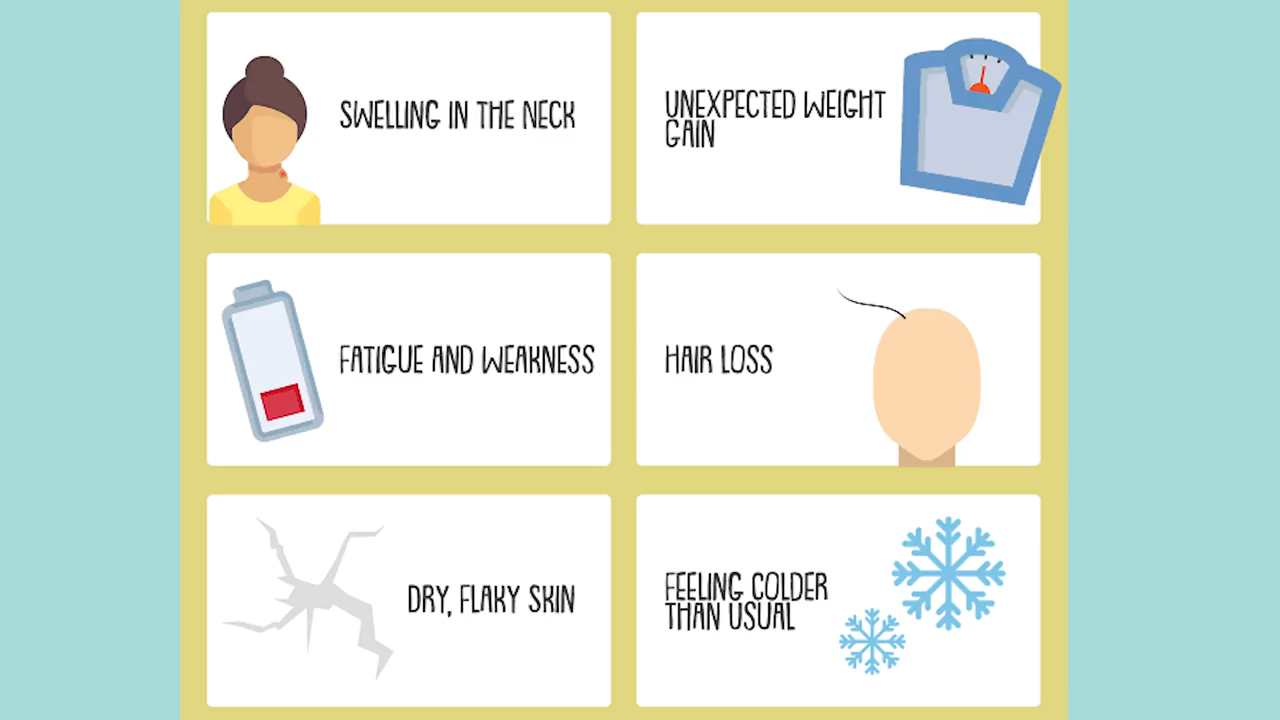 SWELLING IN THE NECK
UNEXPECTED WEIGHT
GAIN
FATIGUE AND WEAKNESS
HAIR LOSS
DRY, FLAKY SKIN
FEELING COLDER
THAN USUAL